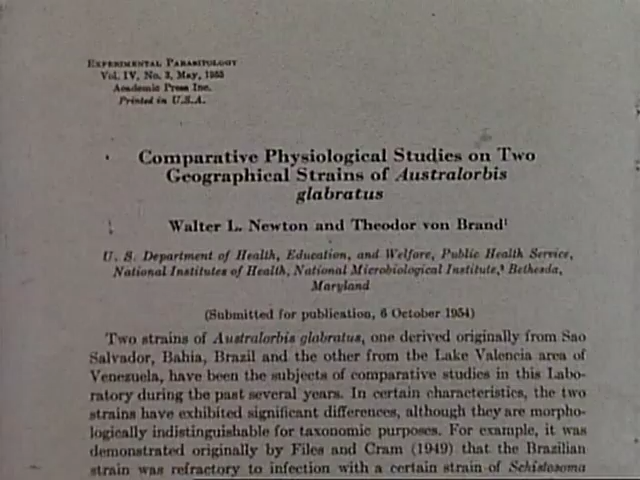 EXPERIMENTAL PARASITOLOGY
Vol. IV, No. 3, May, 1955
Academic Press Inc.
Printed in U.S.A.
Comparative Physiological Studies on Two
Geographical Strains of Australorbis
glabratus
Walter L. Newton and Theodor von Brand¹
U. S. Department of Health, Education, and Welfare, Public Health Service,
National Institutes of Health, National Microbiological Institute,² Bethesda,
Maryland
(Submitted for publication, 6 October 1954)
Two strains of Australorbis glabratus, one derived originally from Sao
Salvador, Bahia, Brazil and the other from the Lake Valencia area of
Venezuela, have been the subjects of comparative studies in this Labo-
ratory during the past several years. In certain characteristics, the two
strains have exhibited significant differences, although they are morpho-
logically indistinguishable for taxonomic purposes. For example, it was
demonstrated originally by Files and Cram (1949) that the Brazilian
strain was refractory to infection with a certain strain of Schistosoma